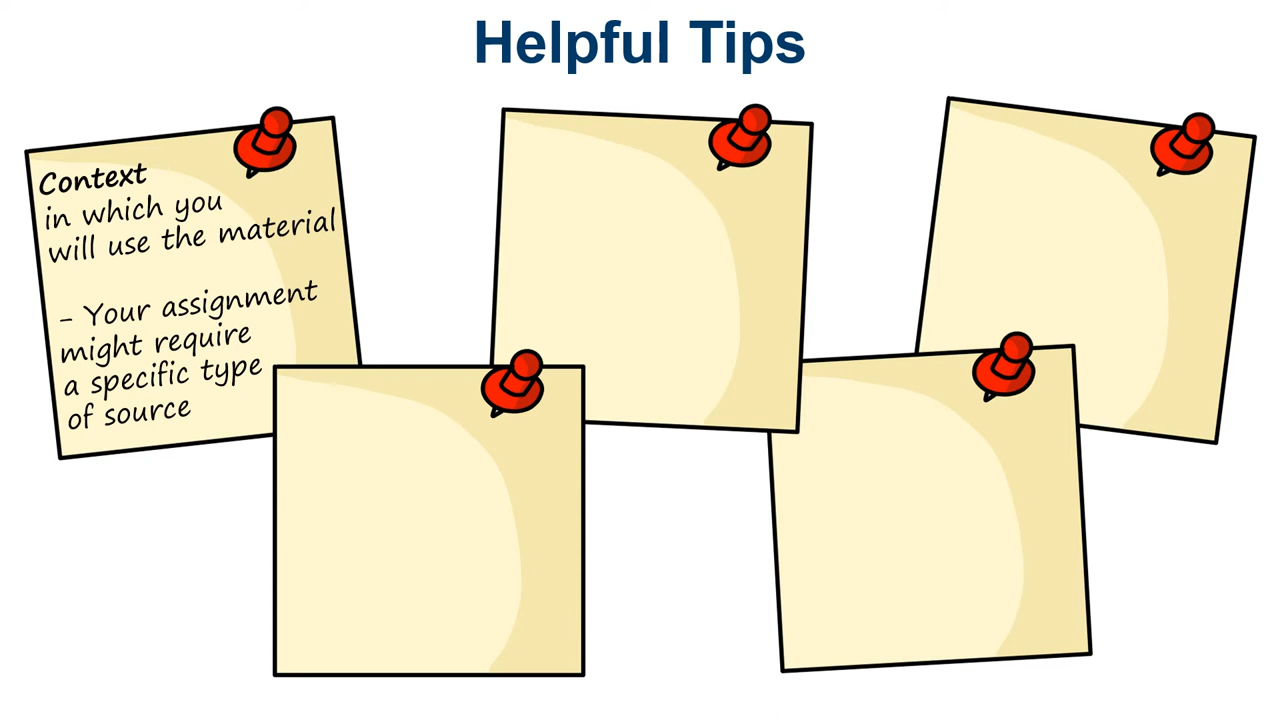 Helpful Tips
Context
in which you
will use the material
- Your assignment
might require
a specific type
of source